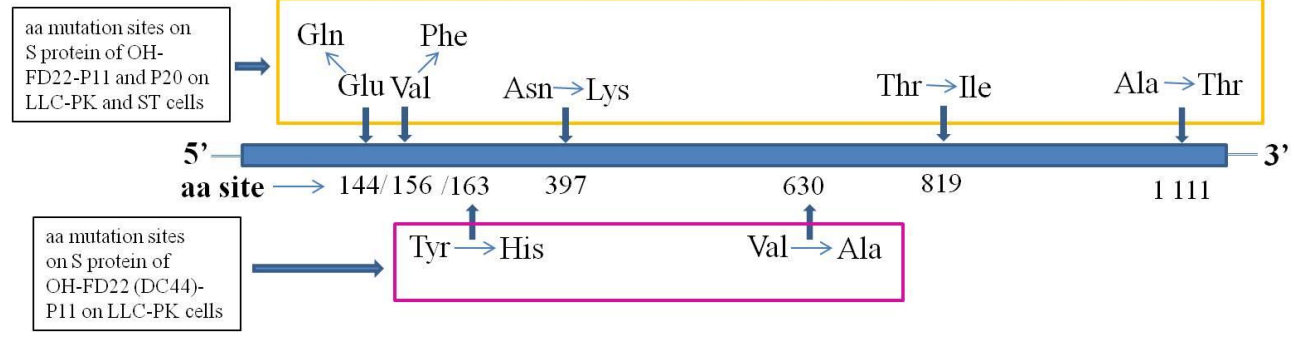 aa mutation sites on
S protein of OH-
FD22-P11 and P20 on
LLC-PK and ST cells
Gln Phe
Glu Val Asn Lys Thr Ile Ala Thr
5’ 3’
aa site 144/ 156 /163 397 630 819 1 111
aa mutation sites
on S protein of
OH-FD22 (DC44)-
P11 on LLC-PK cells
Tyr His Val Ala